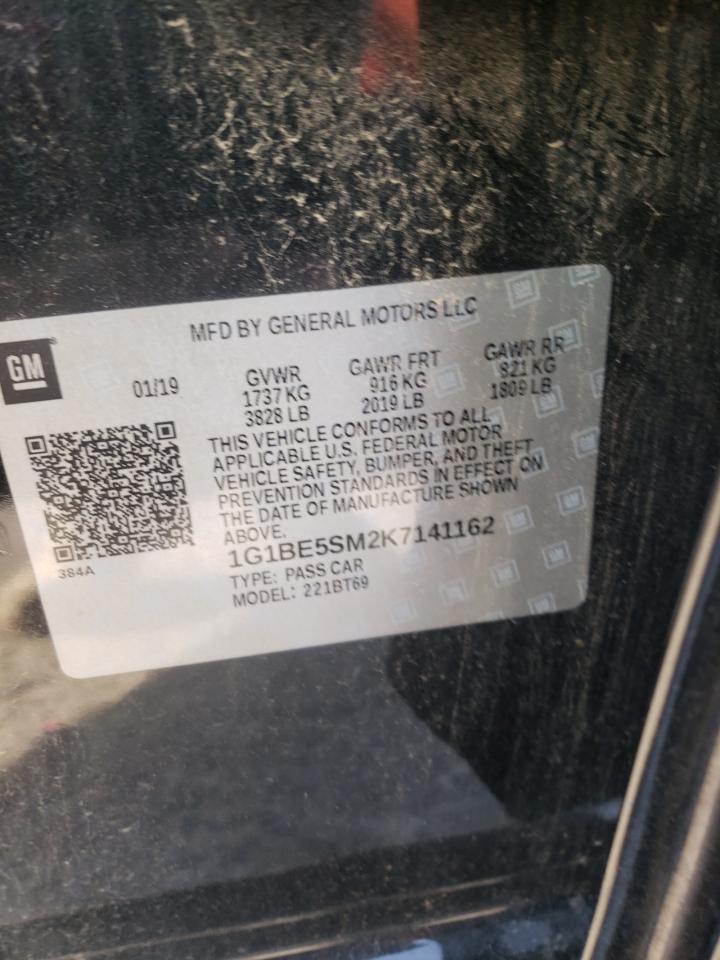 MFD BY GENERAL MOTORS LLC
GM
01/19
GVWR
1737 KG
3828 LB
GAWR FRT
916 KG
2019 LB
GAWR RR
821 KG
1809 LB
THIS VEHICLE CONFORMS TO ALL
APPLICABLE U.S. FEDERAL MOTOR
VEHICLE SAFETY, BUMPER, AND THEFT
PREVENTION STANDARDS IN EFFECT ON
THE DATE OF MANUFACTURE SHOWN
ABOVE.
1G1BE5SM2K7141162
TYPE: PASS CAR
MODEL: 221BT69
384A